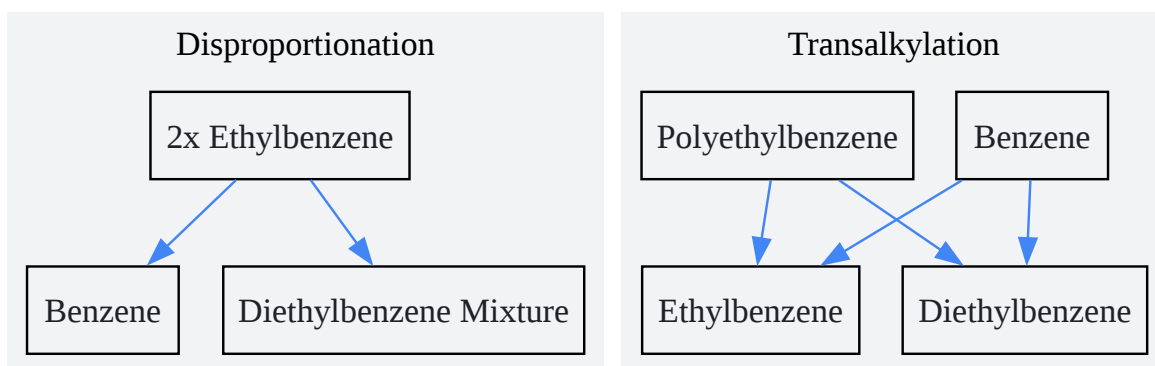 Disproportionation
2x Ethylbenzene
Benzene
Diethylbenzene Mixture
Transalkylation
Polyethylbenzene
Benzene
Ethylbenzene
Diethylbenzene